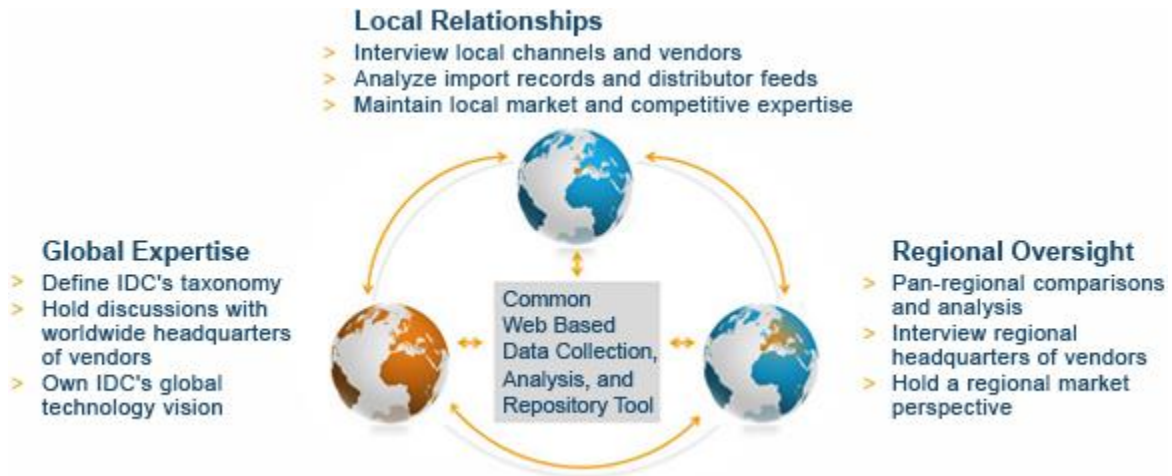 Local Relationships
> Interview local channels and vendors
> Analyze import records and distributor feeds
> Maintain local market and competitive expertise
Global Expertise
> Define IDC's taxonomy
> Hold discussions with
worldwide headquarters
of vendors
> Own IDC's global
technology vision
Common
Web Based
Data Collection,
Analysis, and
Repository Tool
Regional Oversight
> Pan-regional comparisons
and analysis
> Interview regional
headquarters of vendors
> Hold a regional market
perspective